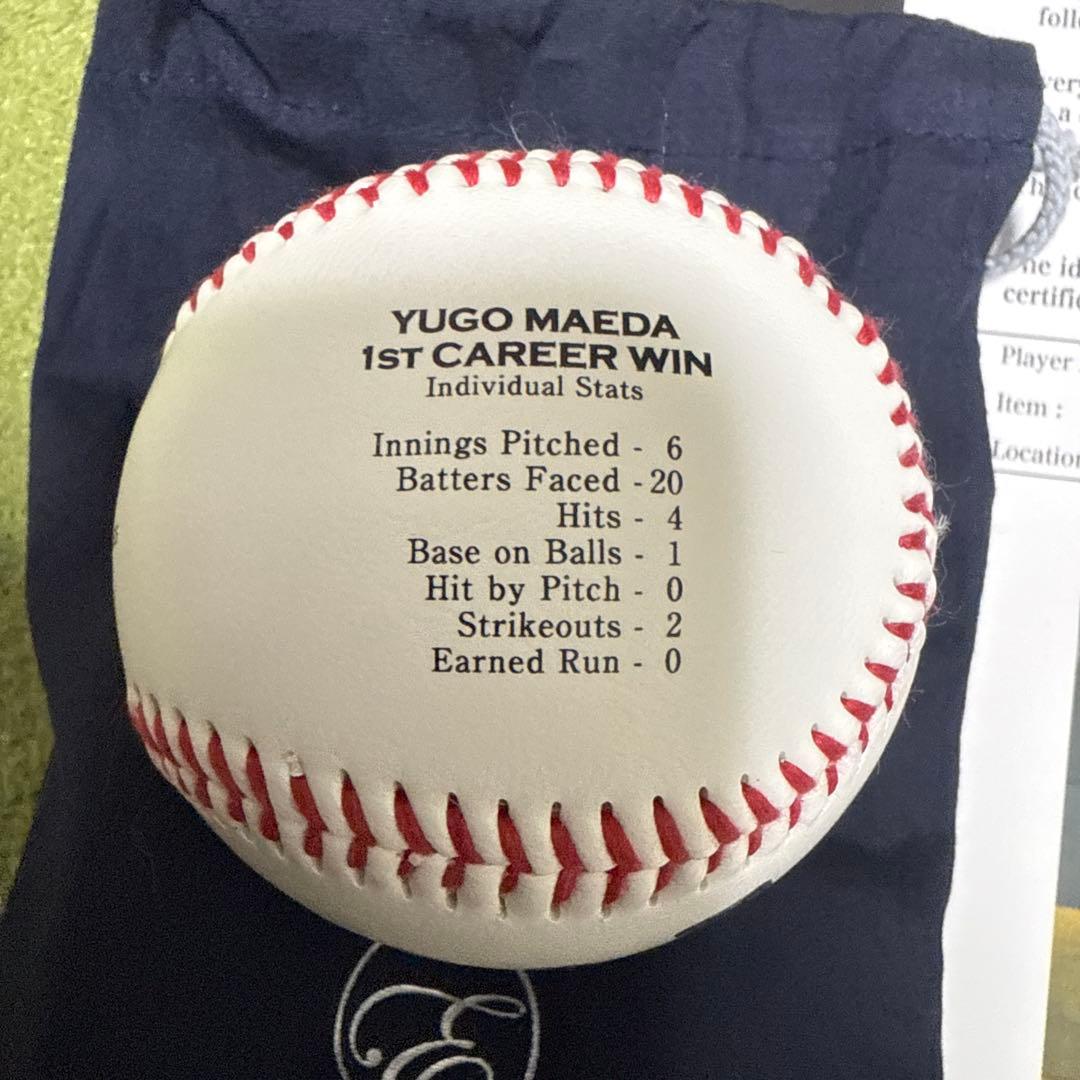 YUGO MAEDA
1ST CAREER WIN
Individual Stats
Innings Pitched - 6
Batters Faced - 20
Hits - 4
Base on Balls - 1
Hit by Pitch - 0
Strikeouts - 2
Earned Run - 0
a
Player
Item :
Location